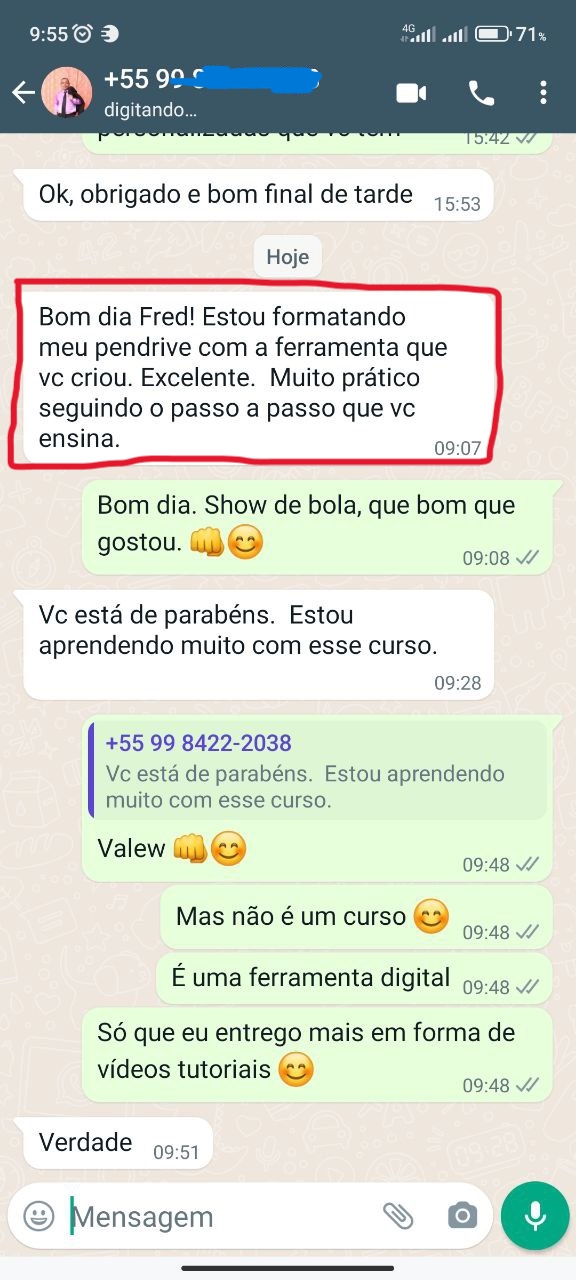 9:55
4G
71%
+55 99
digitando...
personalizadas que vc tem
15:42
Ok, obrigado e bom final de tarde
15:53
Hoje
Bom dia Fred! Estou formatando
meu pendrive com a ferramenta que
vc criou. Excelente. Muito prático
seguindo o passo a passo que vc
ensina.
09:07
Bom dia. Show de bola, que bom que
gostou. 👊😊
09:08
Vc está de parabéns. Estou
aprendendo muito com esse curso.
09:28
+55 99 8422-2038
Vc está de parabéns. Estou aprendendo
muito com esse curso.
Valew 👊😊
09:48
Mas não é um curso 😊
09:48
É uma ferramenta digital
09:48
Só que eu entrego mais em forma de
vídeos tutoriais 😊
09:48
Verdade
09:51
Mensagem